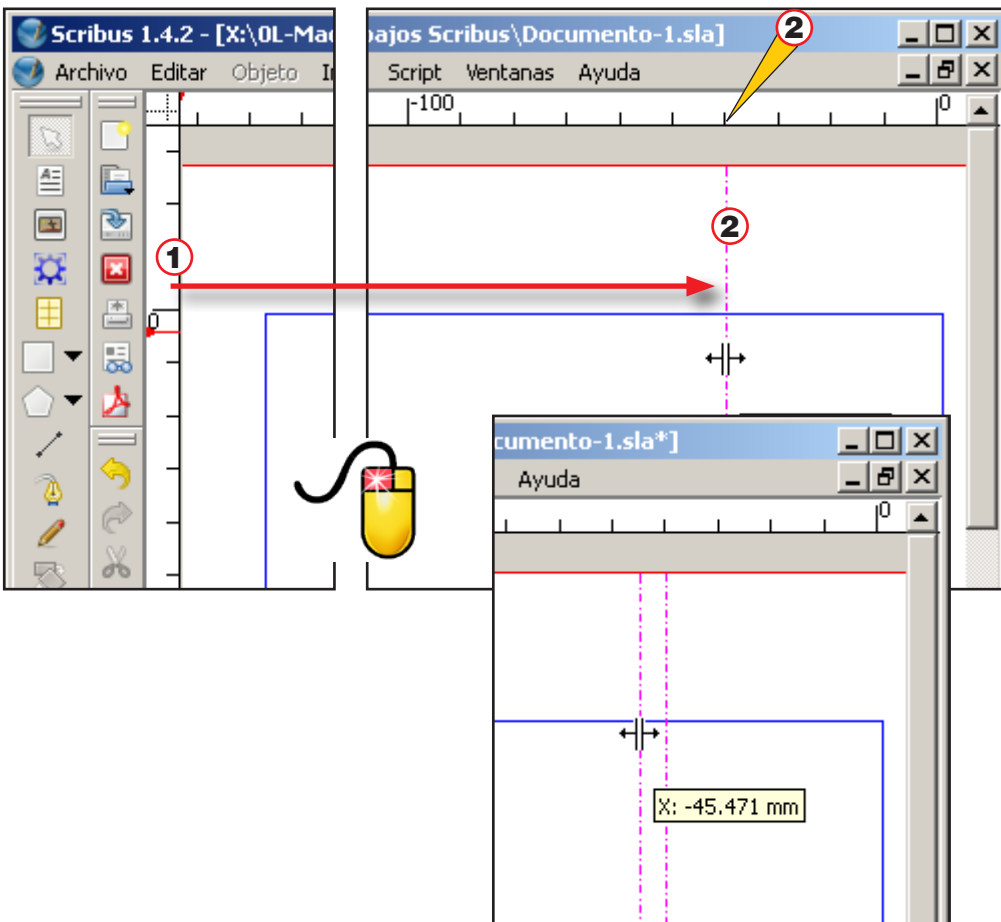 Scribus 1.4.2 - [X:\0L-Ma bajos Scribus\Documento-1.sla]
2
Archivo Editar Objeto In Script Ventanas Ayuda
-100 0
2
1
0
cumento-1.sla*]
Ayuda
0
X: -45.471 mm